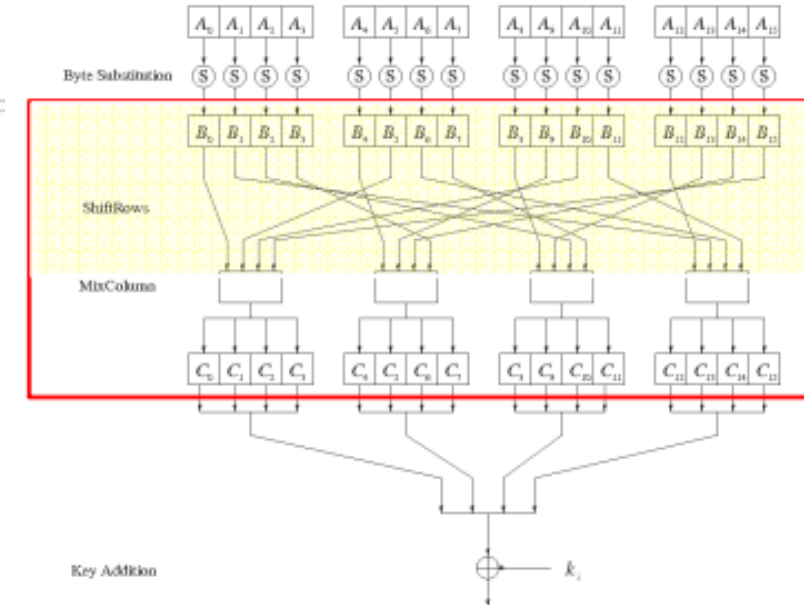 A₀ A₁ A₂ A₃ A₄ A₅ A₆ A₇ A₈ A₉ A₁₀ A₁₁ A₁₂ A₁₃ A₁₄ A₁₅
Byte Substitution S S S S S S S S S S S S S S S S
B₀ B₁ B₂ B₃ B₄ B₅ B₆ B₇ B₈ B₉ B₁₀ B₁₁ B₁₂ B₁₃ B₁₄ B₁₅
ShiftRows
MixColumn
C₀ C₁ C₂ C₃ C₄ C₅ C₆ C₇ C₈ C₉ C₁₀ C₁₁ C₁₂ C₁₃ C₁₄ C₁₅
Key Addition kᵢ